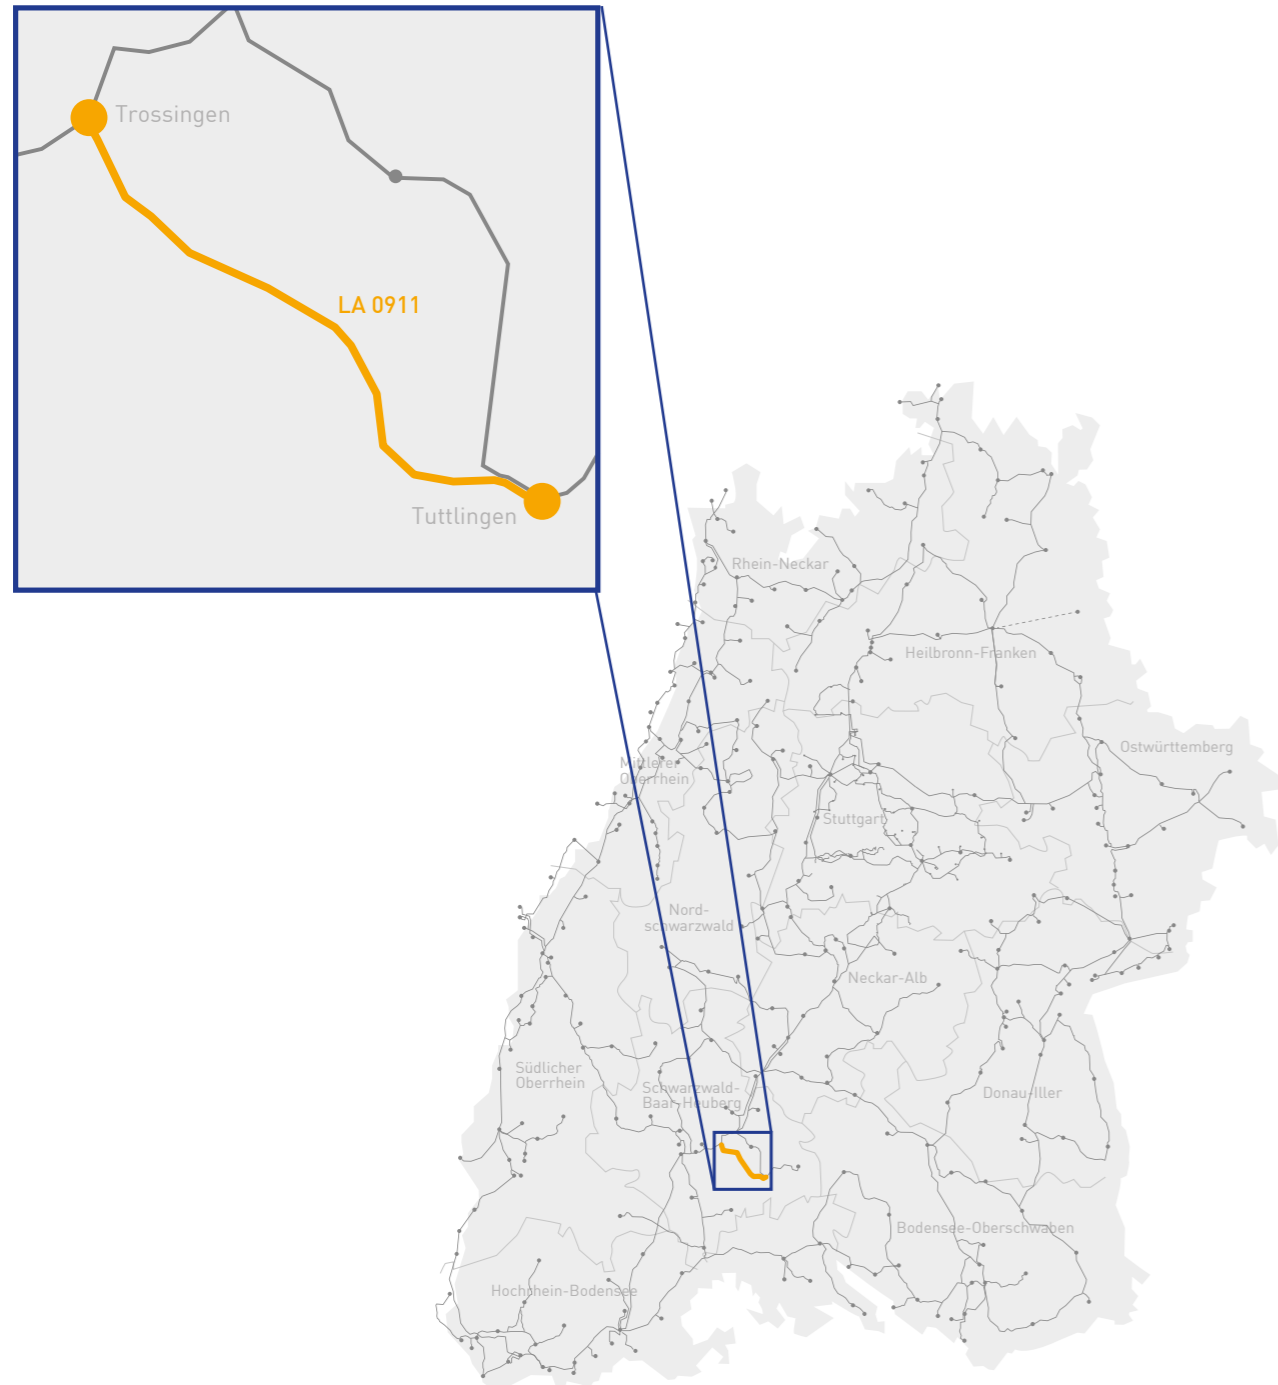 Trossingen
LA 0911
Tuttlingen
Rhein-Neckar
Heilbronn-Franken
Ostwürttemberg
Mittlerer
Oberrhein
Stuttgart
Nord-
schwarzwald
Neckar-Alb
Südlicher
Oberrhein
Schwarzwald-
Baar-Heuberg
Donau-Iller
Bodensee-Oberschwaben
Hochrhein-Bodensee